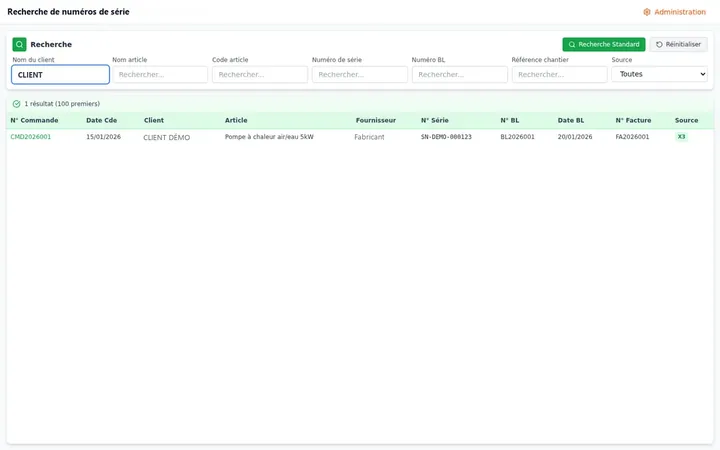 Recherche de numéros de série
Administration
Recherche
Recherche Standard
Réinitialiser
Nom du client
Nom article
Code article
Numéro de série
Numéro BL
Référence chantier
Source
CLIENT
Rechercher...
Rechercher...
Rechercher...
Rechercher...
Rechercher...
Toutes
1 résultat (100 premiers)
N° Commande Date Cde Client Article Fournisseur N° Série N° BL Date BL N° Facture Source
CMD2026001 15/01/2026 CLIENT DÉMO Pompe à chaleur air/eau 5kW Fabricant SN-DEMO-000123 BL2026001 20/01/2026 FA2026001 X3